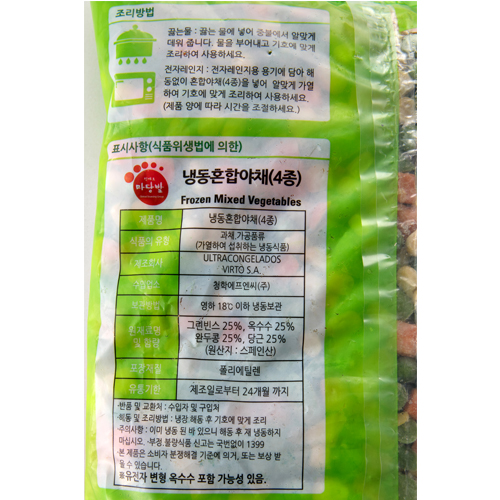 조리방법
끓는물 : 끓는 물에 넣어 중불에서 알맞게
데워 줍니다. 물을 부어내고 기호에 맞게
조리하여 사용하세요.
전자레인지 : 전자레인지용 용기에 담아 해
동없이 혼합야채(4종)을 넣어 알맞게 가열
하여 기호에 맞게 조리하여 사용하세요.
(제품 양에 따라 시간을 조절하세요.)
표시사항(식품위생법에 의한)
마당발
냉동혼합야채(4종)
Frozen Mixed Vegetables
제품명 냉동혼합야채(4종)
식품의 유형 과채.가공품류
(가열하여 섭취하는 냉동식품)
제조회사 ULTRACONGELADOS
VIRTO S.A.
청학에프엔씨(주)
보관방법 영하 18℃ 이하 냉동보관
원재료명
및 함량
그린빈스 25%, 옥수수 25%
완두콩 25%, 당근 25%
(원산지 : 스페인산)
포장재질 폴리에틸렌
유통기한 제조일로부터 24개월 까지
·반품 및 교환처 : 수입자 및 구입처
·해동 및 조리방법 : 냉장.해동 후 기호에 맞게 조리
·주의사항 : 이미 냉동 된 바 있으니 해동 후 재 냉동하지
마십시오. ·부정.불량식품 신고는 국번없이 1399
·본 제품은 소비자 분쟁해결 기준에 의거, 또는 보상 받
을 수 있습니다.
유전자 변형 옥수수 포함 가능성 있음.